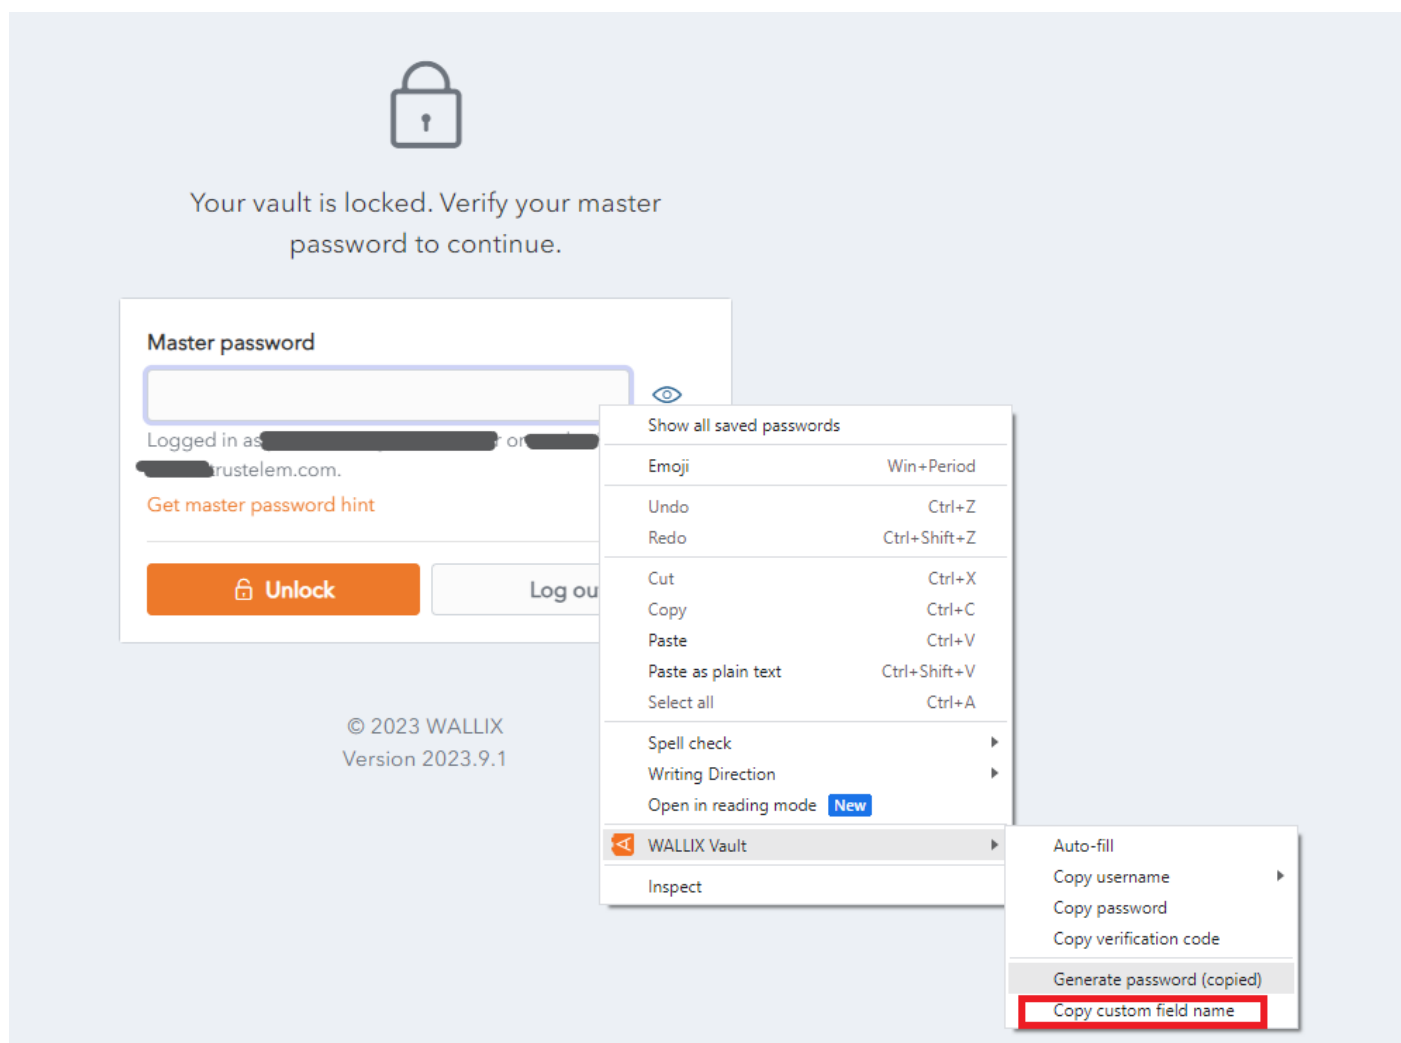 Your vault is locked. Verify your master
password to continue.
Master password
Logged in as or
trustelem.com.
Get master password hint
Unlock
Log ou
© 2023 WALLIX
Version 2023.9.1
Show all saved passwords
Emoji Win+Period
Undo Ctrl+Z
Redo Ctrl+Shift+Z
Cut Ctrl+X
Copy Ctrl+C
Paste Ctrl+V
Paste as plain text Ctrl+Shift+V
Select all Ctrl+A
Spell check
Writing Direction
Open in reading mode New
WALLIX Vault
Inspect
Auto-fill
Copy username
Copy password
Copy verification code
Generate password (copied)
Copy custom field name